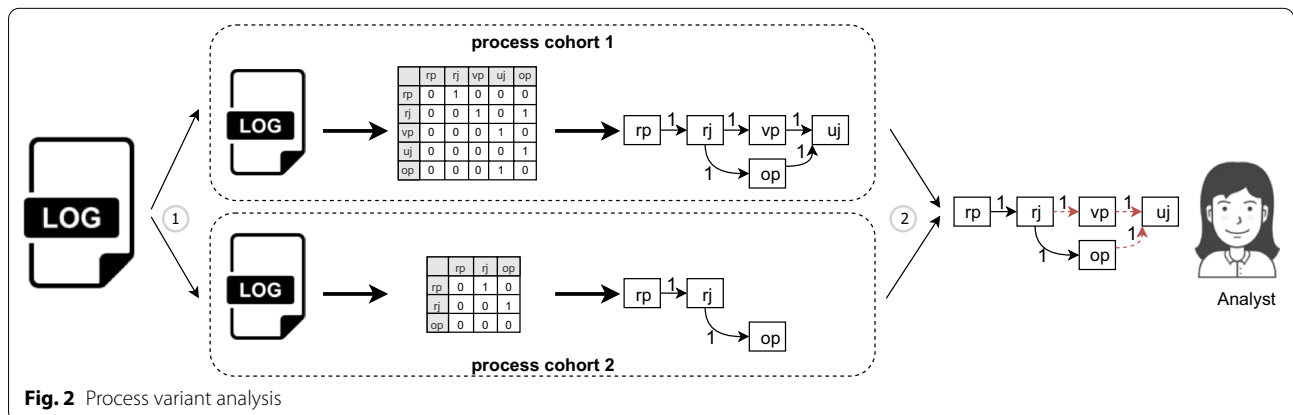 process cohort 1
LOG
LOG
rp rj vp uj op
rp 0 1 0 0 0
rj 0 0 1 0 1
vp 0 0 0 1 0
uj 0 0 0 0 1
op 0 0 0 1 0
rp 1 rj 1 vp 1 uj
1 op 1
1
2
LOG
rp rj op
rp 0 1 0
rj 0 0 1
op 0 0 0
rp 1 rj
1 op
process cohort 2
rp 1 rj 1 vp 1 uj
1 op 1
Analyst
Fig. 2 Process variant analysis